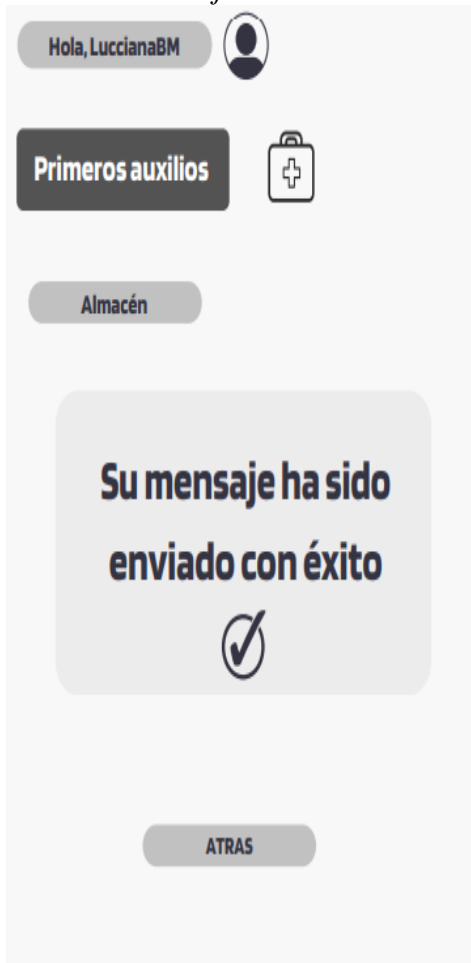 Hola, LuccianaBM
Primeros auxilios
Almacén
Su mensaje ha sido
enviado con éxito
ATRAS